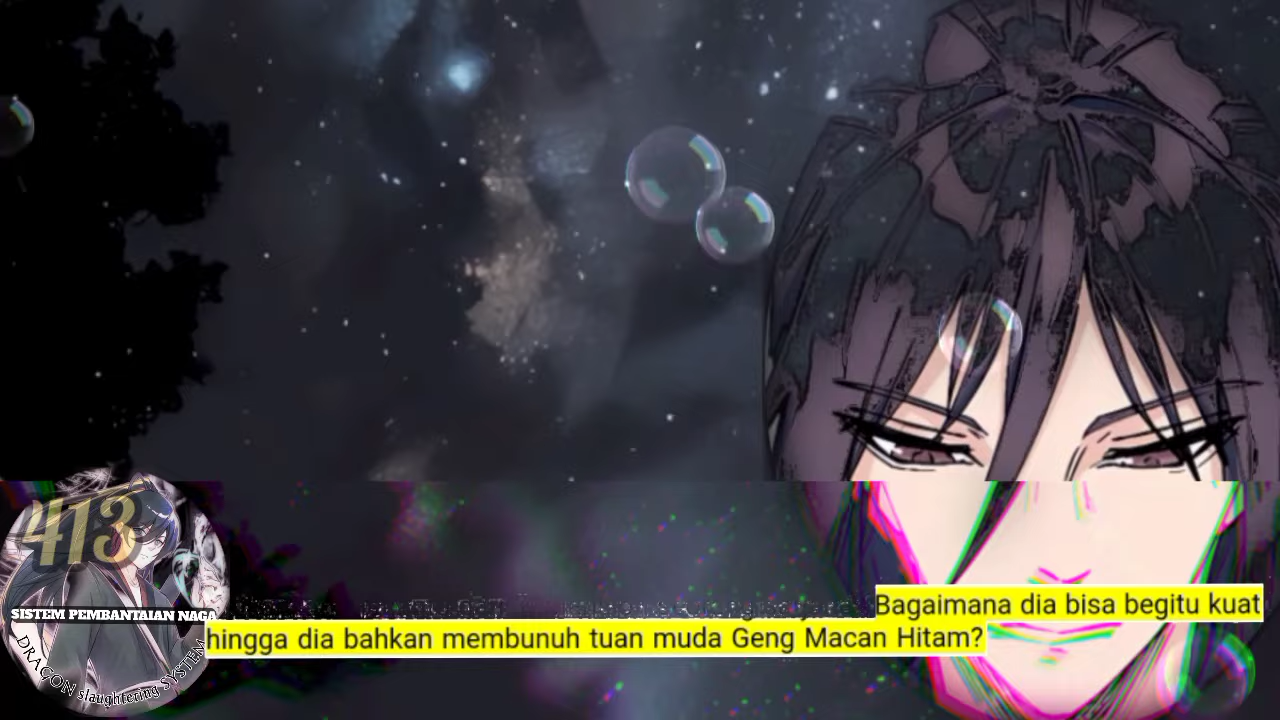 413
SISTEM PEMBANTAIAN NAGA
DRAGON slaughtering SYSTEM
Bagaimana dia bisa begitu kuat
hingga dia bahkan membunuh tuan muda Geng Macan Hitam?